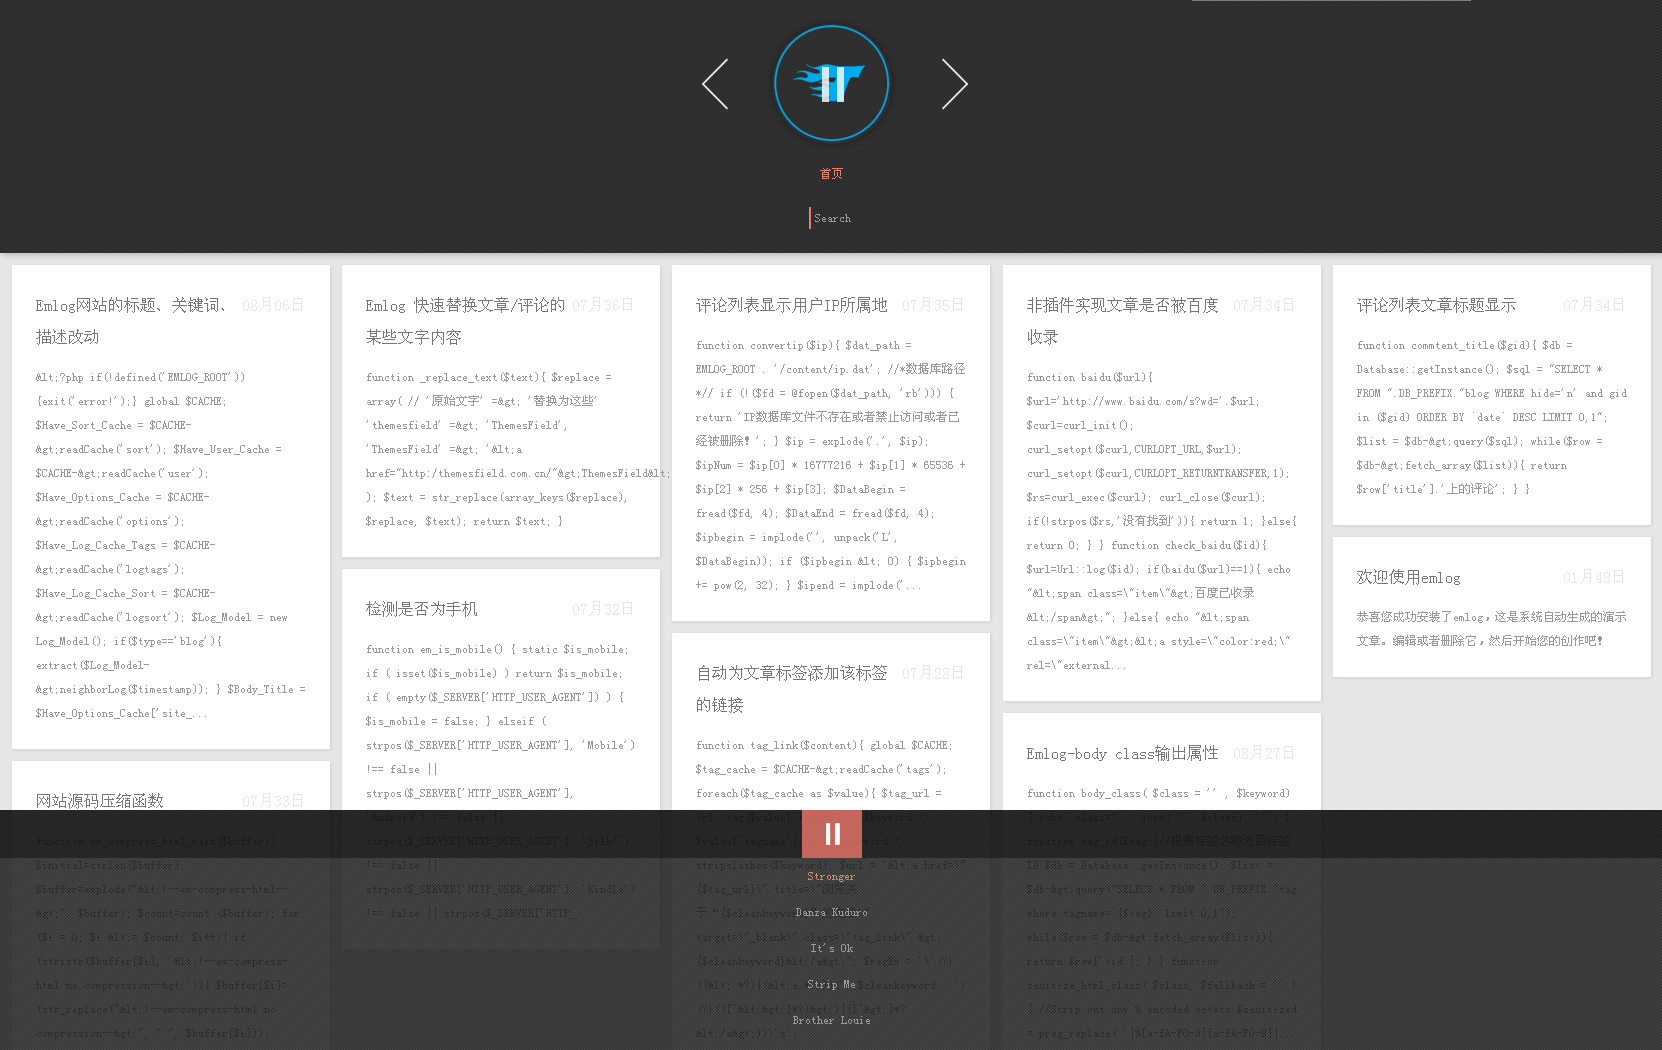 首页
Search
Emlog网站的标题、关键词、 08月06日
描述改动
&lt;?php if(!defined('EMLOG_ROOT'))
{exit('error!');} global $CACHE;
$Have_Sort_Cache = $CACHE-
&gt;readCache('sort'); $Have_User_Cache =
$CACHE-&gt;readCache('user');
$Have_Options_Cache = $CACHE-
&gt;readCache('options');
$Have_Log_Cache_Tags = $CACHE-
&gt;readCache('logtags');
$Have_Log_Cache_Sort = $CACHE-
&gt;readCache('logsort'); $Log_Model = new
Log_Model(); if($type=='blog'){
extract($Log_Model-
&gt;neighborLog($timestamp)); } $Body_Title =
$Have_Options_Cache['site_...
网站源码压缩函数 07月33日
function em_compress_html_main($buffer){
$initial=strlen($buffer);
$buffer=explode("&lt;!--em-compress-html--
&gt;", $buffer); $count=count ($buffer); for
($i = 0; $i &lt;= $count; $i++){ if
(stristr($buffer[$i], '&lt;!--em-compress-
html no compression--&gt;')){ $buffer[$i]=
(str_replace("&lt;!--em-compress-html no
compression--&gt;", " ", $buffer[$i]));
Emlog 快速替换文章/评论的 07月36日
某些文字内容
function _replace_text($text){ $replace =
array( // '原始文字' =&gt; '替换为这些'
'themesfield' =&gt; 'ThemesField',
'ThemesField' =&gt; '&lt;a
href="http:/themesfield.com.cn/"&gt;ThemesField&lt;
); $text = str_replace(array_keys($replace),
$replace, $text); return $text; }
检测是否为手机 07月32日
function em_is_mobile() { static $is_mobile;
if ( isset($is_mobile) ) return $is_mobile;
if ( empty($_SERVER['HTTP_USER_AGENT']) ) {
$is_mobile = false; } elseif (
strpos($_SERVER['HTTP_USER_AGENT'], 'Mobile')
!== false ||
strpos($_SERVER['HTTP_USER_AGENT'],
'Android') !== false ||
strpos($_SERVER['HTTP_USER_AGENT'], 'Silk/')
!== false ||
strpos($_SERVER['HTTP_USER_AGENT'], 'Kindle')
!== false || strpos($_SERVER['HTTP_...
评论列表显示用户IP所属地 07月35日
function convertip($ip){ $dat_path =
EMLOG_ROOT . '/content/ip.dat'; //*数据库路径
*// if (!($fd = @fopen($dat_path, 'rb'))) {
return 'IP数据库文件不存在或者禁止访问或者已
经被删除！'; } $ip = explode('.', $ip);
$ipNum = $ip[0] * 16777216 + $ip[1] * 65536 +
$ip[2] * 256 + $ip[3]; $DataBegin =
fread($fd, 4); $DataEnd = fread($fd, 4);
$ipbegin = implode('', unpack('L',
$DataBegin)); if ($ipbegin &lt; 0) { $ipbegin
+= pow(2, 32); } $ipend = implode('...
自动为文章标签添加该标签 07月28日
的链接
function tag_link($content){ global $CACHE;
$tag_cache = $CACHE-&gt;readCache('tags');
foreach($tag_cache as $value){ $tag_url =
非插件实现文章是否被百度 07月34日
收录
function baidu($url){
$url='http://www.baidu.com/s?wd='.$url;
$curl=curl_init();
curl_setopt($curl,CURLOPT_URL,$url);
curl_setopt($curl,CURLOPT_RETURNTRANSFER,1);
$rs=curl_exec($curl); curl_close($curl);
if(!strpos($rs,'没有找到')){ return 1; }else{
return 0; } } function check_baidu($id){
$url=Url::log($id); if(baidu($url)==1){ echo
"&lt;span class=\"item\"&gt;百度已收录
&lt;/span&gt;"; }else{ echo "&lt;span
class=\"item\"&gt;&lt;a style=\"color:red;\"
rel=\"external...
Emlog-body class输出属性 08月27日
function body_class( $class = '' , $keyword)
where tagname='{$tag}' limit 0,1");
while($row = $db-&gt;fetch_array($list)){
return $row['tid']; } } function
sanitize_html_class( $class, $fallback = '' )
{ //Strip out any % encoded octets $sanitized
评论列表文章标题显示 07月34日
function commtent_title($gid){ $db =
Database::getInstance(); $sql = "SELECT *
FROM ".DB_PREFIX."blog WHERE hide='n' and gid
in ($gid) ORDER BY `date` DESC LIMIT 0,1";
$list = $db-&gt;query($sql); while($row =
$db-&gt;fetch_array($list)){ return
$row['title'].'上的评论'; } }
欢迎使用emlog 01月48日
恭喜您成功安装了emlog，这是系统自动生成的演示
文章。编辑或者删除它，然后开始您的创作吧！
Stronger
Danza Kuduro
It's Ok
Strip Me
Brother Louie